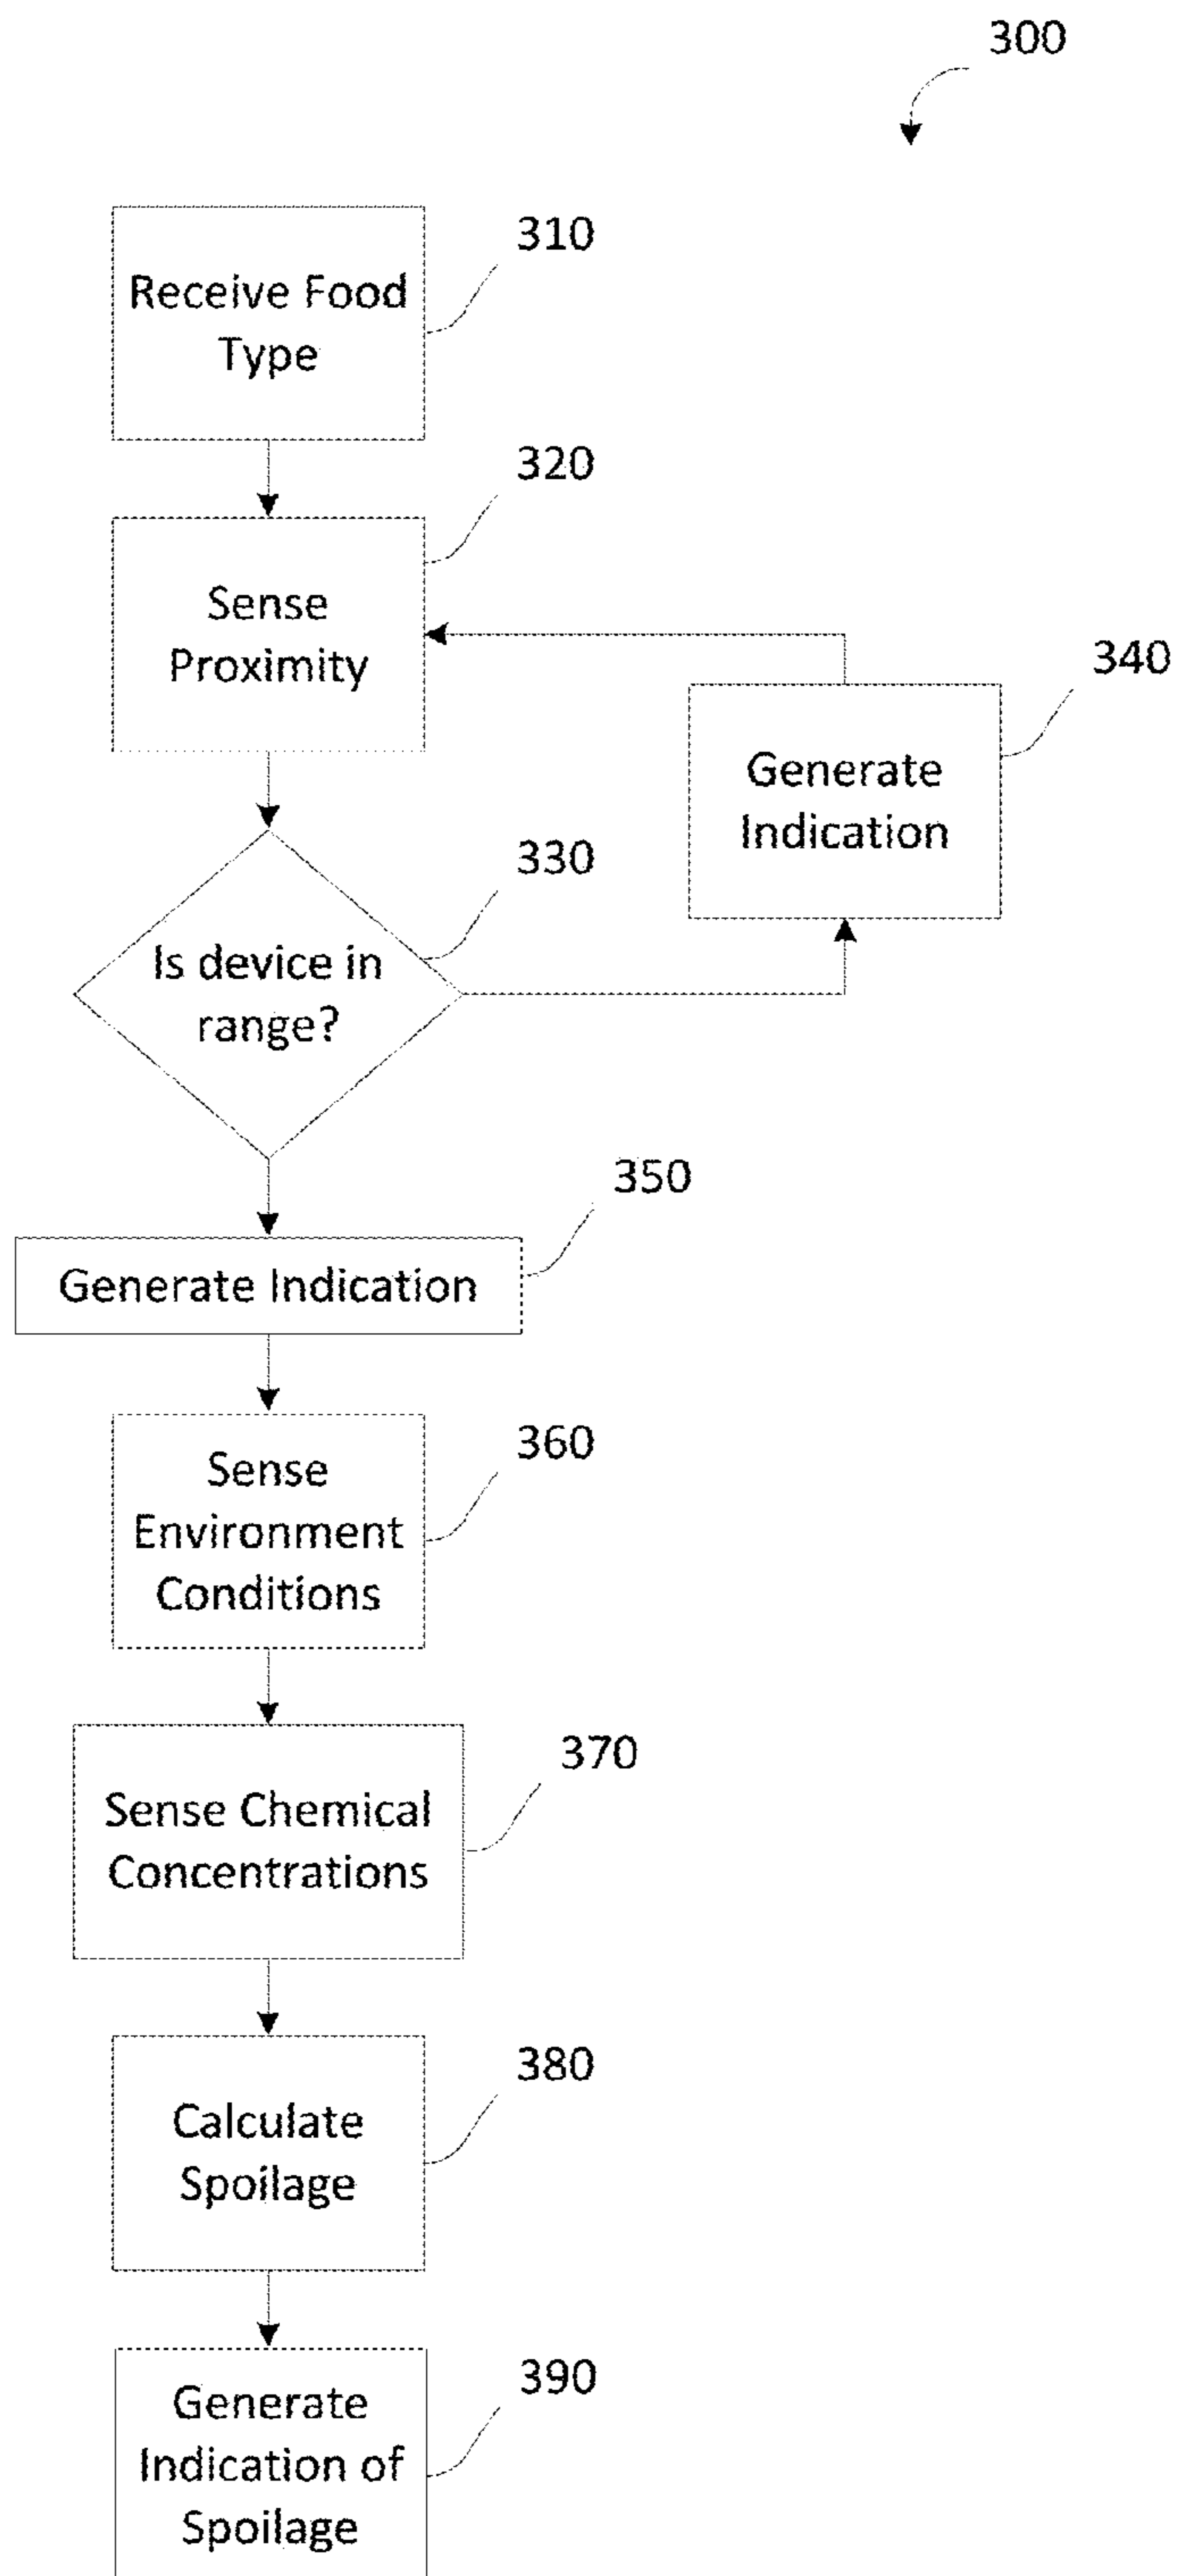 300
310
Receive Food
Type
320
Sense
Proximity
340
Generate
Indication
330
Is device in
range?
350
Generate Indication
360
Sense
Environment
Conditions
370
Sense Chemical
Concentrations
380
Calculate
Spoilage
390
Generate
Indication of
Spoilage